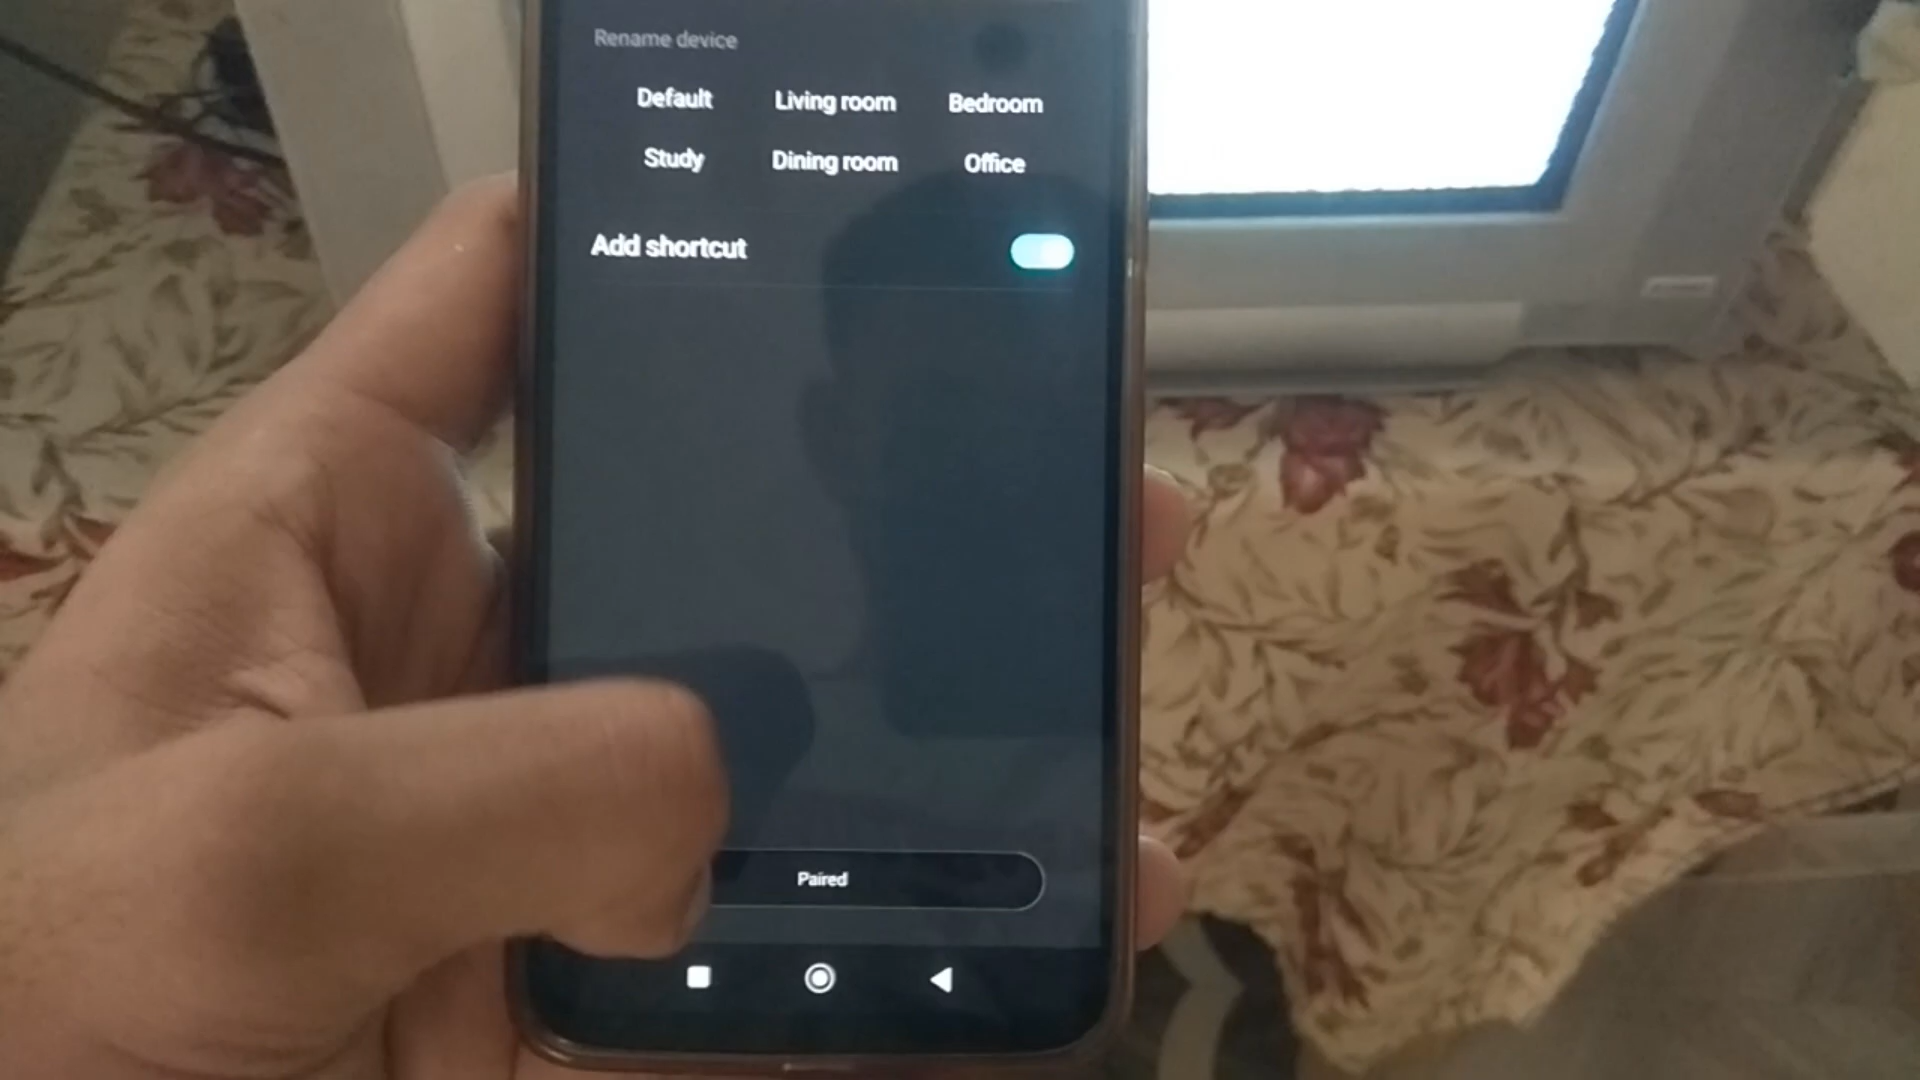 Rename device
Default Living room Bedroom
Study Dining room Office
Add shortcut
Paired